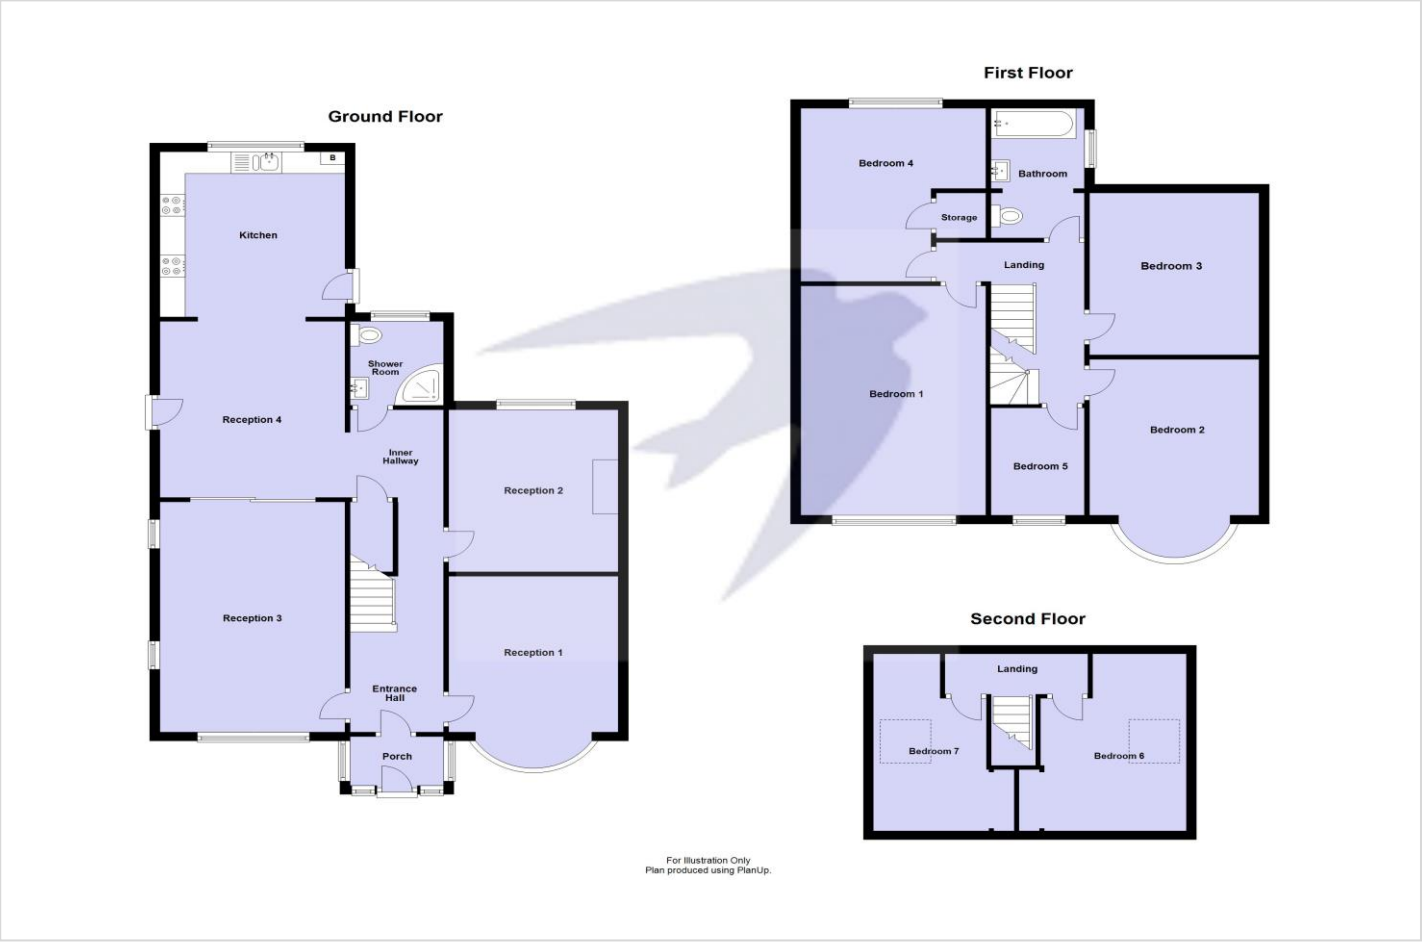 Ground Floor
B
Kitchen
Shower
Room
Reception 4
Inner
Hallway
Reception 2
Reception 3
Reception 1
Entrance
Hall
Porch
First Floor
Bedroom 4
Bathroom
Storage
Landing
Bedroom 3
Bedroom 1
Bedroom 2
Bedroom 5
Second Floor
Landing
Bedroom 7
Bedroom 6
For Illustration Only
Plan produced using PlanUp.